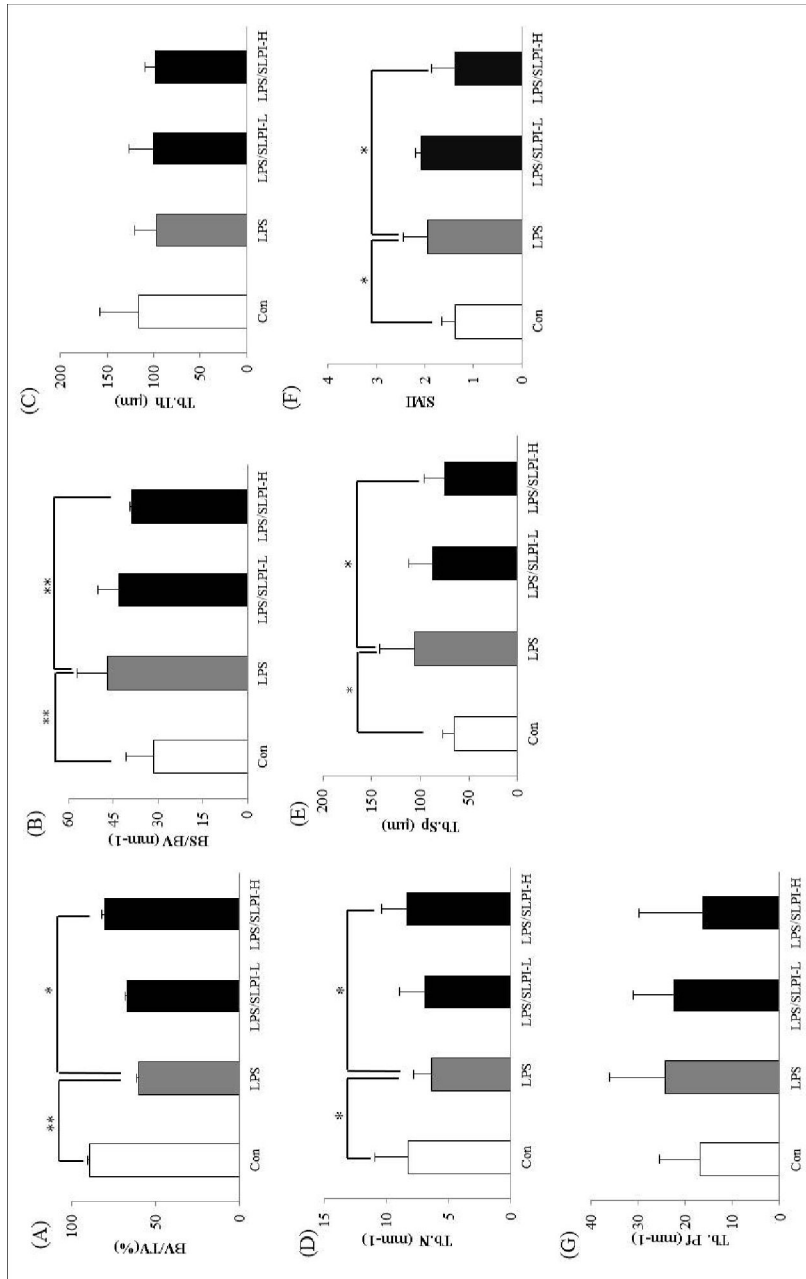 (A)
BV/TV(%)
100
50
0
**
*
Con
LPS
LPS/SLPI-L
LPS/SLPI-H
(B)
BS/BV (mm-1)
60
45
30
15
0
**
**
Con
LPS
LPS/SLPI-L
LPS/SLPI-H
(C)
Tb.Th (μm)
200
150
100
50
0
Con
LPS
LPS/SLPI-L
LPS/SLPI-H
(D)
Tb.N (mm-1)
15
10
5
0
*
*
Con
LPS
LPS/SLPI-L
LPS/SLPI-H
(E)
Tb.Sp (μm)
200
150
100
50
0
*
*
Con
LPS
LPS/SLPI-L
LPS/SLPI-H
(F)
SMI
4
3
2
1
0
*
*
Con
LPS
LPS/SLPI-L
LPS/SLPI-H
(G)
Tb. Pf (mm-1)
40
30
20
10
0
Con
LPS
LPS/SLPI-L
LPS/SLPI-H